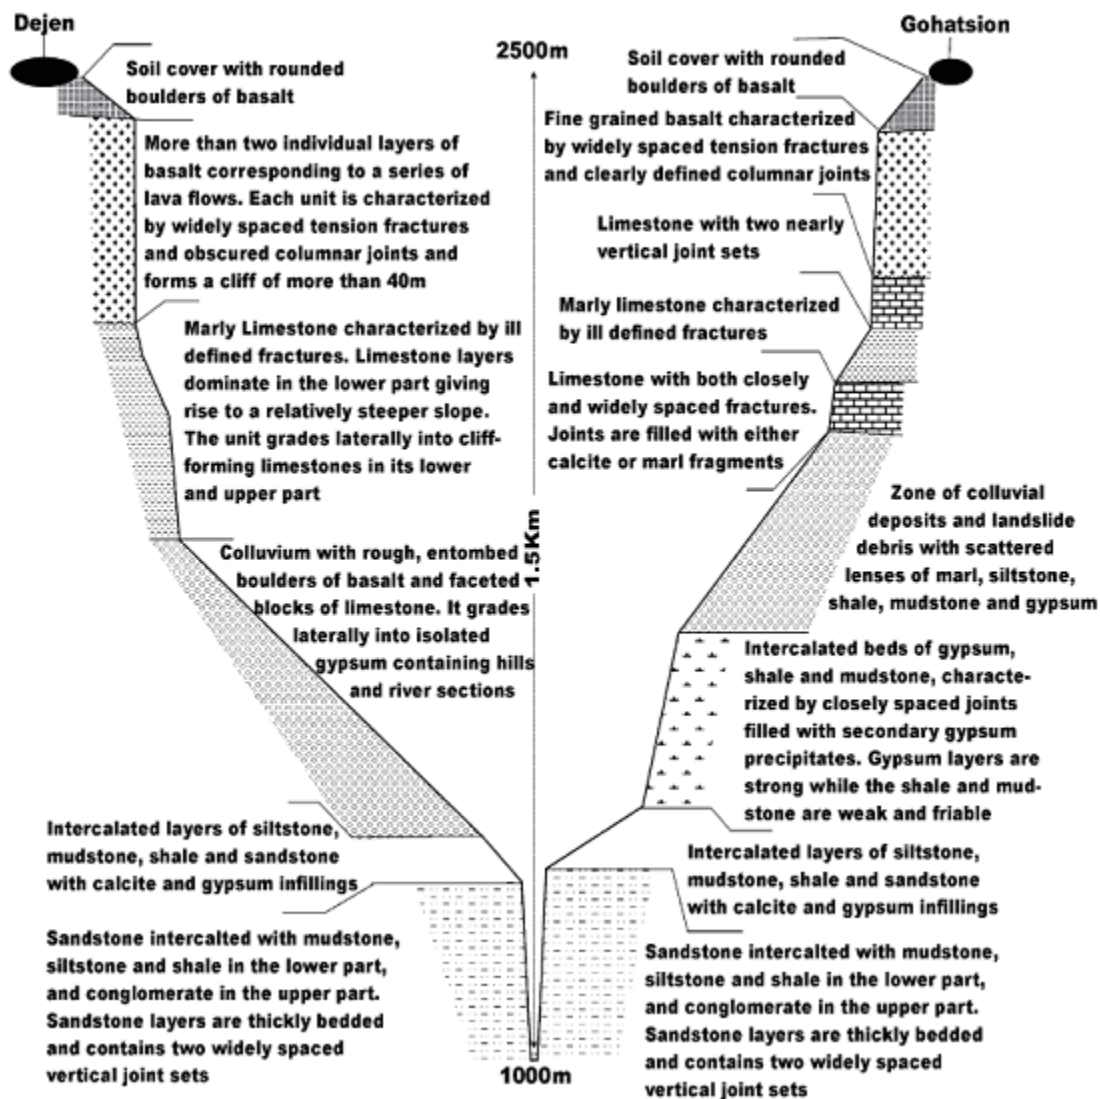 Dejen
Soil cover with rounded
boulders of basalt
More than two individual layers of
basalt corresponding to a series of
lava flows. Each unit is characterized
by widely spaced tension fractures
and obscured columnar joints and
forms a cliff of more than 40m
Marly Limestone characterized by ill
defined fractures. Limestone layers
dominate in the lower part giving
rise to a relatively steeper slope.
The unit grades laterally into cliff-
forming limestones in its lower
and upper part
Colluvium with rough, entombed
boulders of basalt and faceted
blocks of limestone. It grades
laterally into isolated
gypsum containing hills
and river sections
Intercalated layers of siltstone,
mudstone, shale and sandstone
with calcite and gypsum infillings
Sandstone intercalted with mudstone,
siltstone and shale in the lower part,
and conglomerate in the upper part.
Sandstone layers are thickly bedded
and contains two widely spaced
vertical joint sets
2500m
1.5Km
1000m
Gohatsion
Soil cover with rounded
boulders of basalt
Fine grained basalt characterized
by widely spaced tension fractures
and clearly defined columnar joints
Limestone with two nearly
vertical joint sets
Marly limestone characterized
by ill defined fractures
Limestone with both closely
and widely spaced fractures.
Joints are filled with either
calcite or marl fragments
Zone of colluvial
deposits and landslide
debris with scattered
lenses of marl, siltstone,
shale, mudstone and gypsum
Intercalated beds of gypsum,
shale and mudstone, characte-
rized by closely spaced joints
filled with secondary gypsum
precipitates. Gypsum layers are
strong while the shale and mud-
stone are weak and friable
Intercalated layers of siltstone,
mudstone, shale and sandstone
with calcite and gypsum infillings
Sandstone intercalted with mudstone,
siltstone and shale in the lower part,
and conglomerate in the upper part.
Sandstone layers are thickly bedded
and contains two widely spaced
vertical joint sets